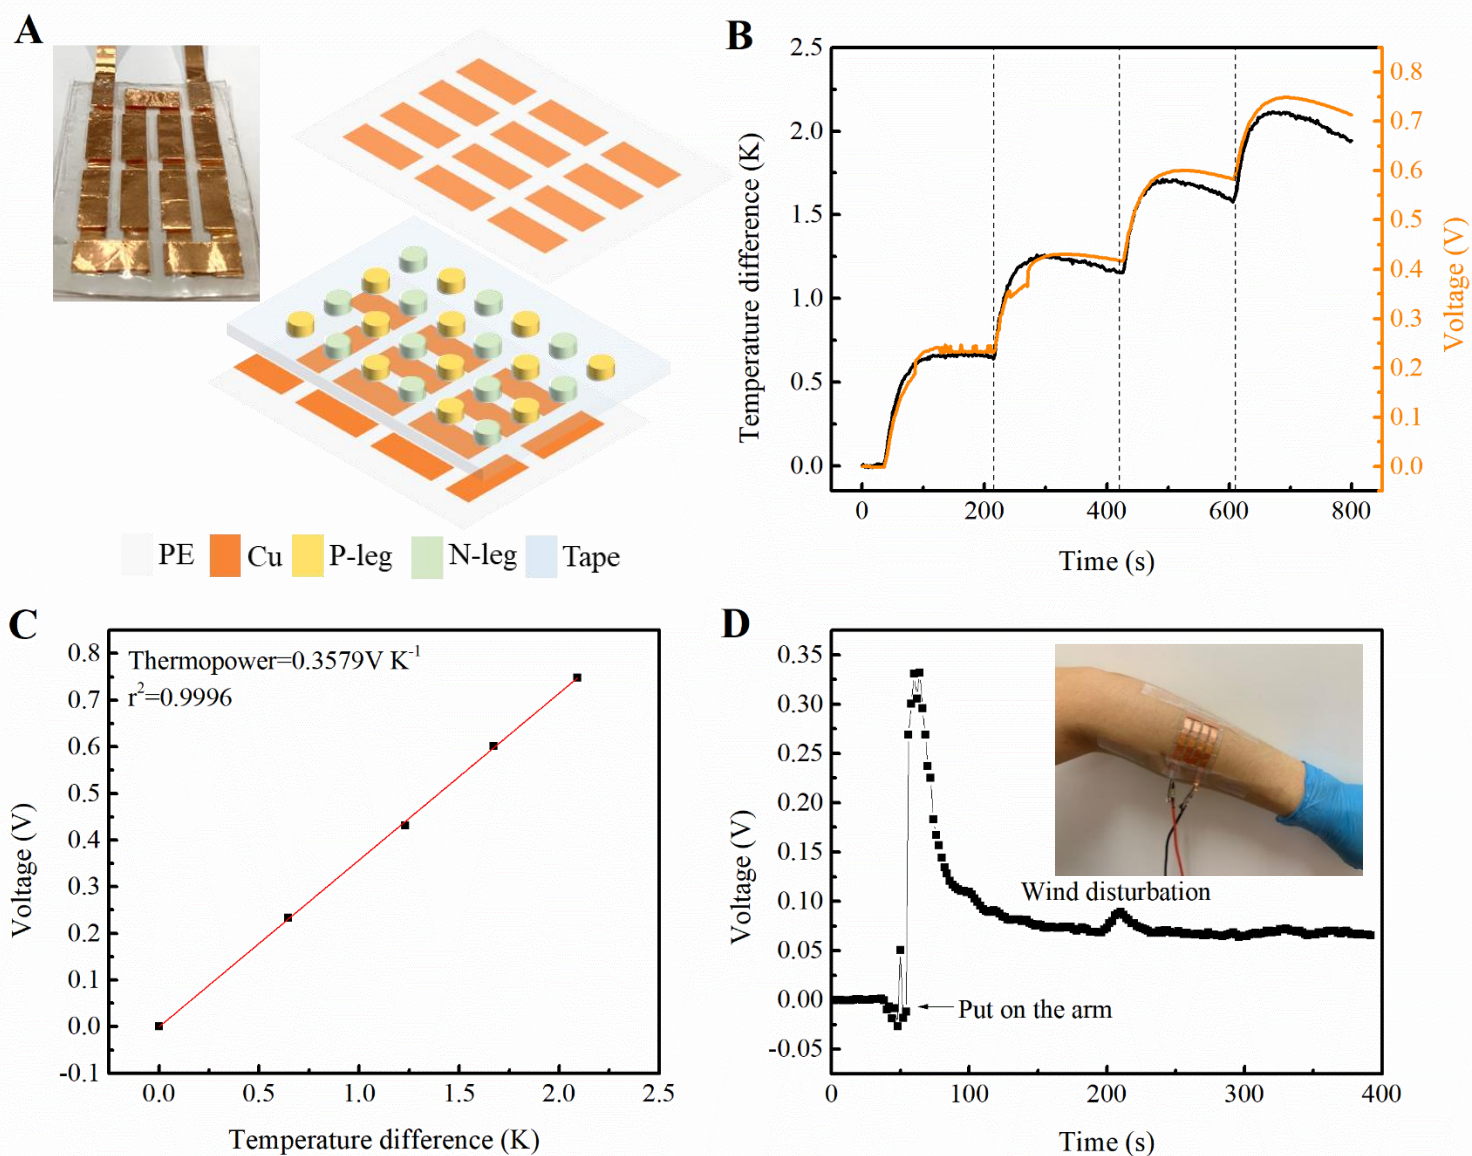 A
PE
Cu
P-leg
N-leg
Tape
B
2.5
2.0
1.5
1.0
0.5
0.0
Temperature difference (K)
0.8
0.7
0.6
0.5
0.4
0.3
0.2
0.1
0.0
Voltage (V)
0
200
400
600
800
Time (s)
C
Thermopower=0.3579V K⁻¹
r²=0.9996
0.8
0.7
0.6
0.5
0.4
0.3
0.2
0.1
0.0
-0.1
Voltage (V)
0.0
0.5
1.0
1.5
2.0
2.5
Temperature difference (K)
D
0.35
0.30
0.25
0.20
0.15
0.10
0.05
0.00
-0.05
Voltage (V)
Wind disturbation
Put on the arm
0
100
200
300
400
Time (s)